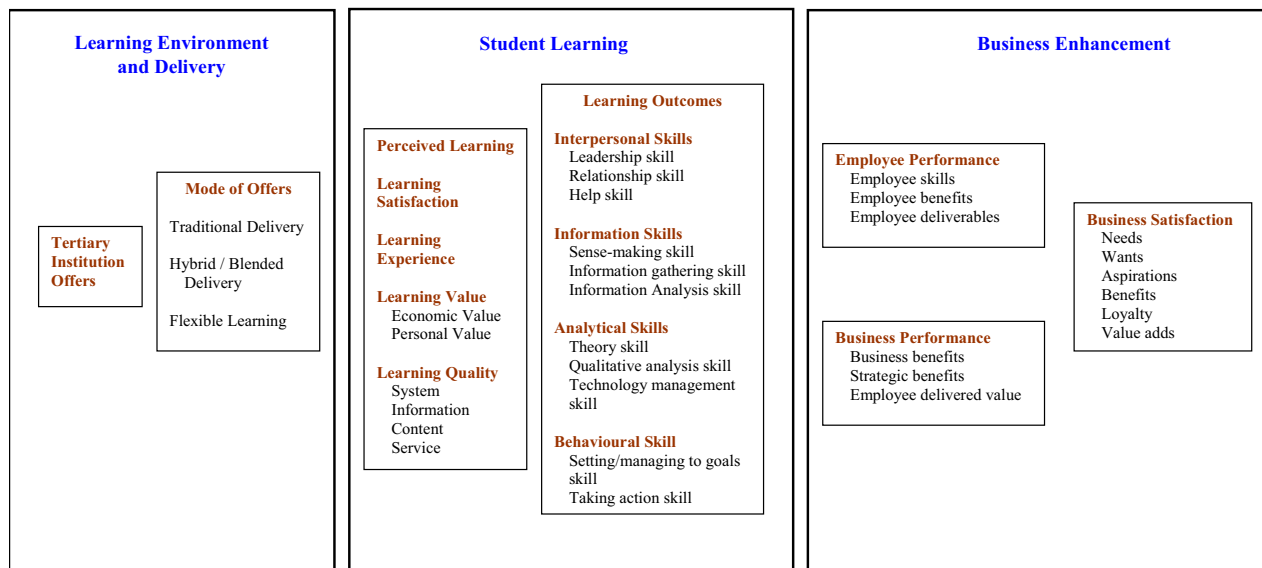 Learning Environment
and Delivery
Tertiary
Institution
Offers
Mode of Offers
Traditional Delivery
Hybrid / Blended
Delivery
Flexible Learning
Student Learning
Perceived Learning
Learning
Satisfaction
Learning
Experience
Learning Value
Economic Value
Personal Value
Learning Quality
System
Information
Content
Service
Learning Outcomes
Interpersonal Skills
Leadership skill
Relationship skill
Help skill
Information Skills
Sense-making skill
Information gathering skill
Information Analysis skill
Analytical Skills
Theory skill
Qualitative analysis skill
Technology management
skill
Behavioural Skill
Setting/managing to goals
skill
Taking action skill
Business Enhancement
Employee Performance
Employee skills
Employee benefits
Employee deliverables
Business Performance
Business benefits
Strategic benefits
Employee delivered value
Business Satisfaction
Needs
Wants
Aspirations
Benefits
Loyalty
Value adds